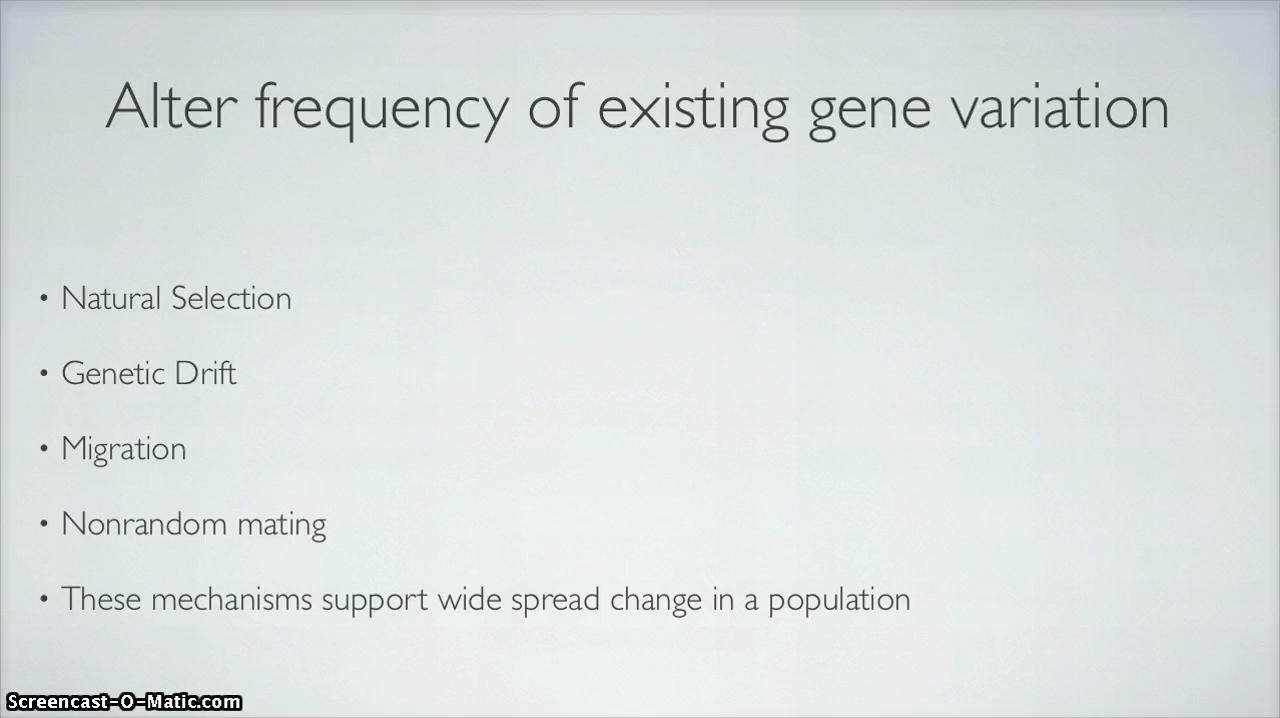 Alter frequency of existing gene variation
• Natural Selection
• Genetic Drift
• Migration
• Nonrandom mating
• These mechanisms support wide spread change in a population
Screencast-O-Matic.com